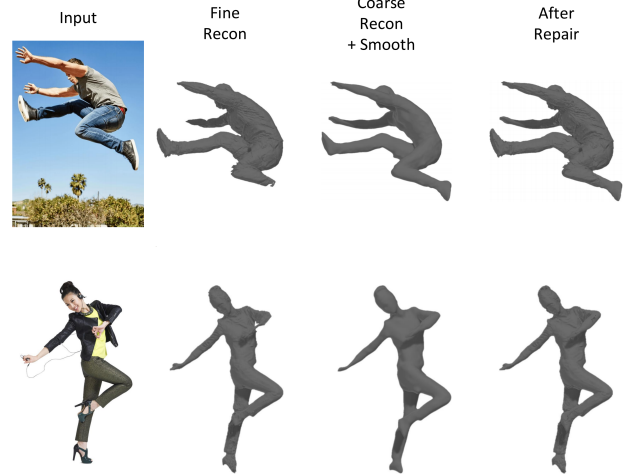 Input
Fine
Recon
Coarse
Recon
+ Smooth
After
Repair